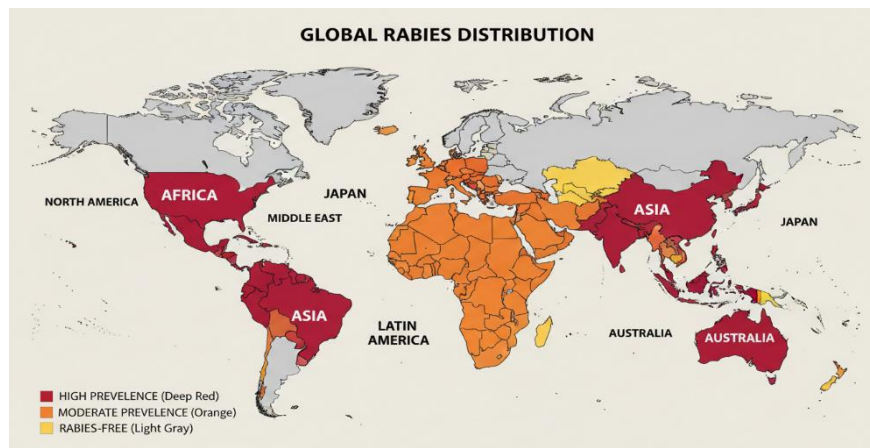 GLOBAL RABIES DISTRIBUTION
NORTH AMERICA
AFRICA
JAPAN
MIDDLE EAST
ASIA
JAPAN
ASIA
LATIN
AMERICA
AUSTRALIA
AUSTRALIA
HIGH PREVELENCE (Deep Red)
MODERATE PREVELENCE (Orange)
RABIES-FREE (Light Gray)